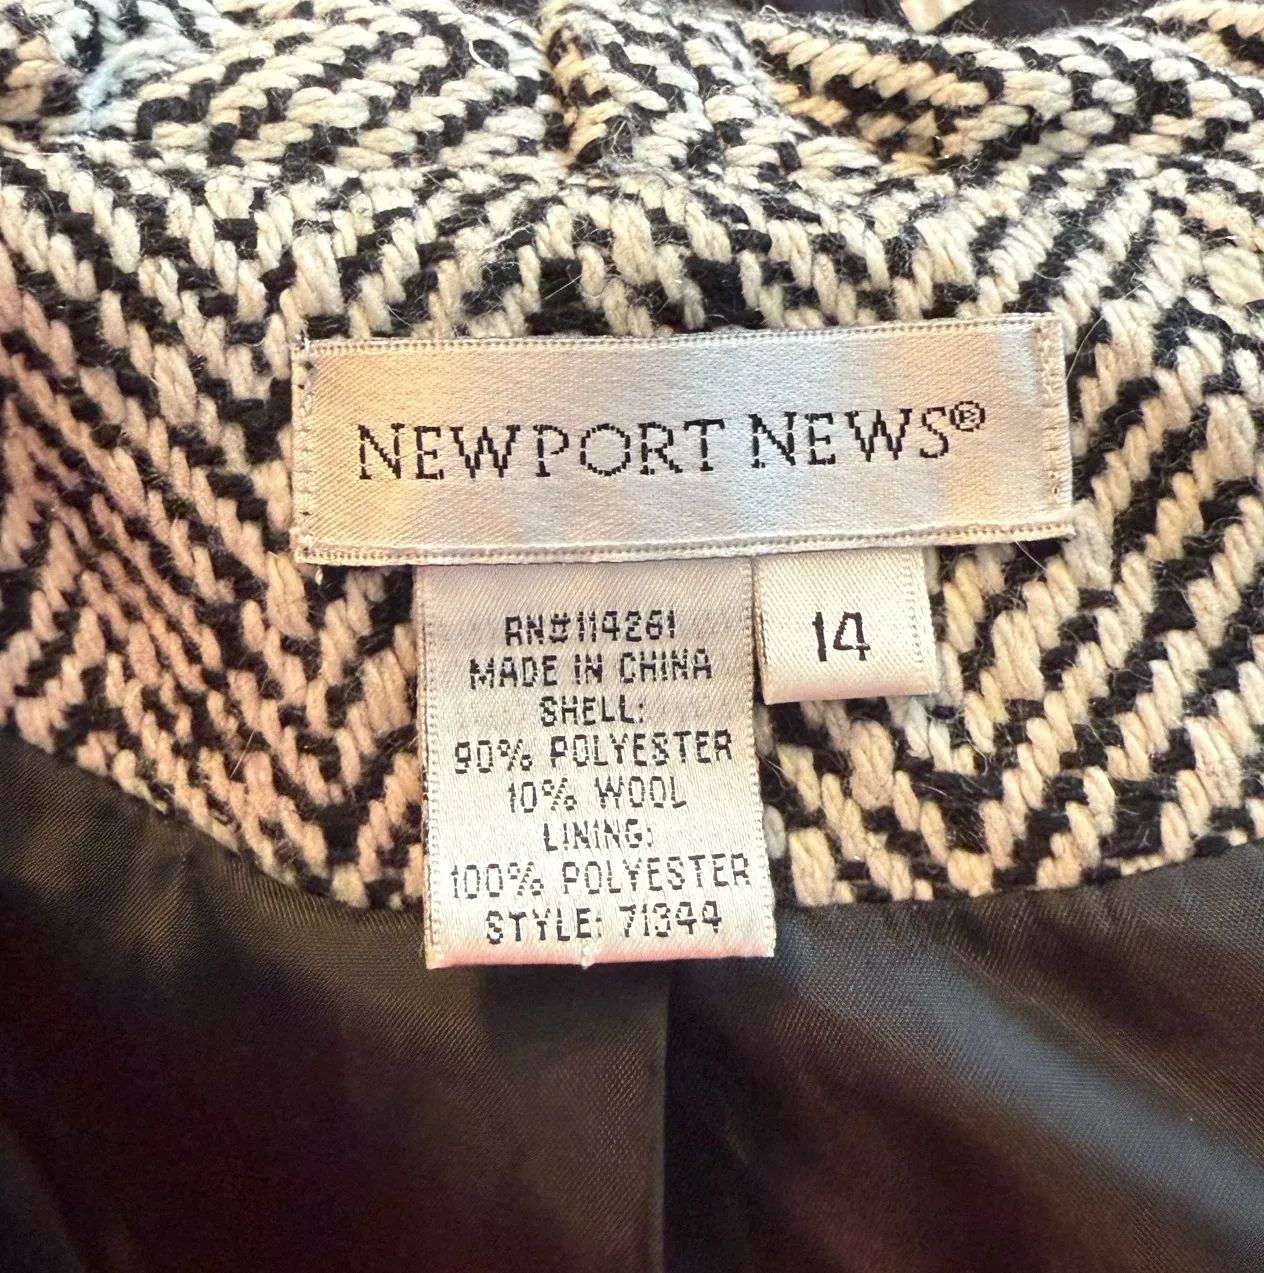 NEWPORT NEWS®
RN#114261
MADE IN CHINA
SHELL:
90% POLYESTER
10% WOOL
LINING:
100% POLYESTER
STYLE: 71344
14